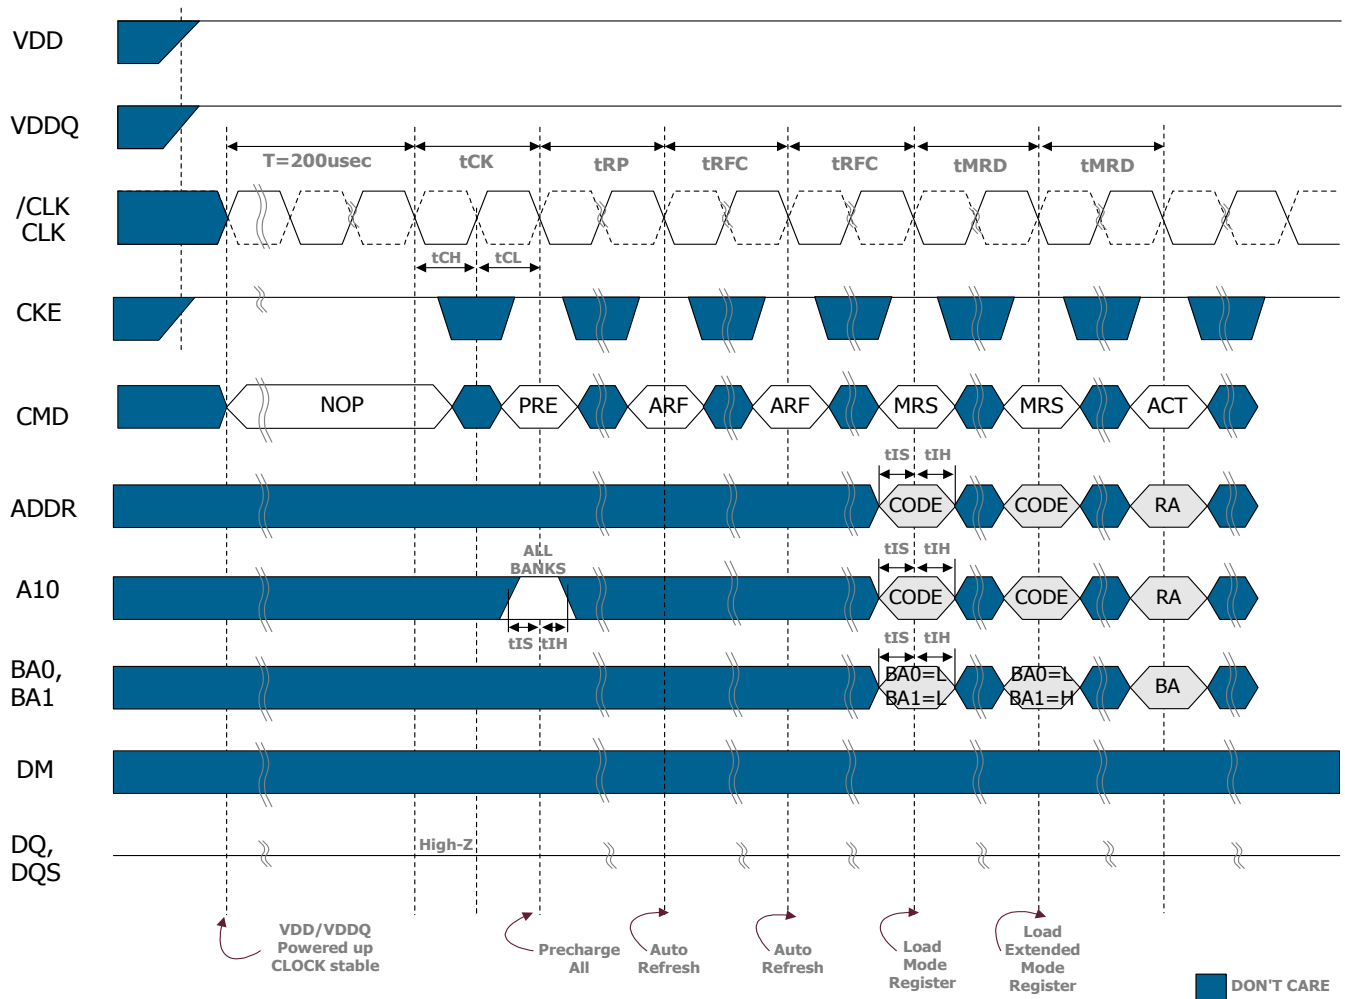 VDD
VDDQ
T=200usec tCK tRP tRFC tRFC tMRD tMRD
/CLK
CLK
tCH tCL
CKE
CMD
NOP PRE ARF ARF MRS MRS ACT
tIS tIH
ADDR
CODE CODE RA
ALL
BANKS
tIS tIH
A10
CODE CODE RA
tIS tIH
tIS tIH
BA0,
BA1
BA0=L
BA1=L
BA0=L
BA1=H
BA
DM
DQ,
DQS
High-Z
VDD/VDDQ
Powered up
CLOCK stable
Precharge
All
Auto
Refresh
Auto
Refresh
Load
Mode
Register
Load
Extended
Mode
Register
DON'T CARE